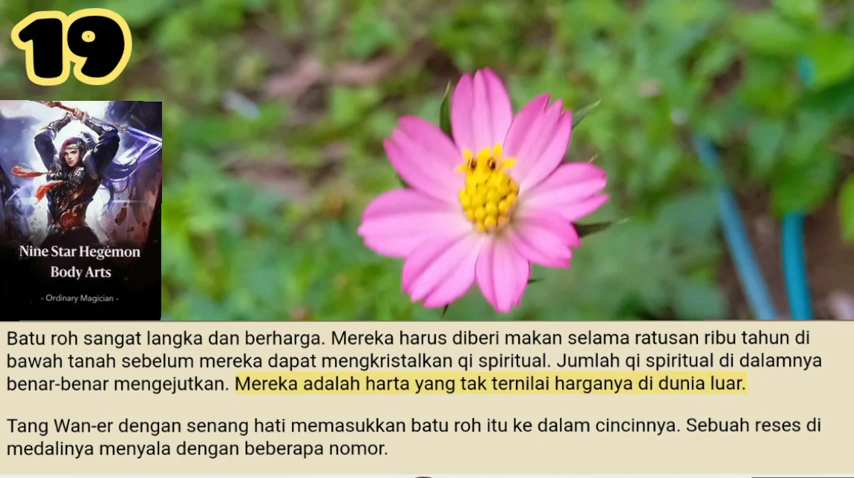 19
Nine Star Hegemon
Body Arts
- Ordinary Magician -
Batu roh sangat langka dan berharga. Mereka harus diberi makan selama ratusan ribu tahun di
bawah tanah sebelum mereka dapat mengkristalkan qi spiritual. Jumlah qi spiritual di dalamnya
benar-benar mengejutkan. Mereka adalah harta yang tak ternilai harganya di dunia luar.
Tang Wan-er dengan senang hati memasukkan batu roh itu ke dalam cincinnya. Sebuah reses di
medalinya menyala dengan beberapa nomor.